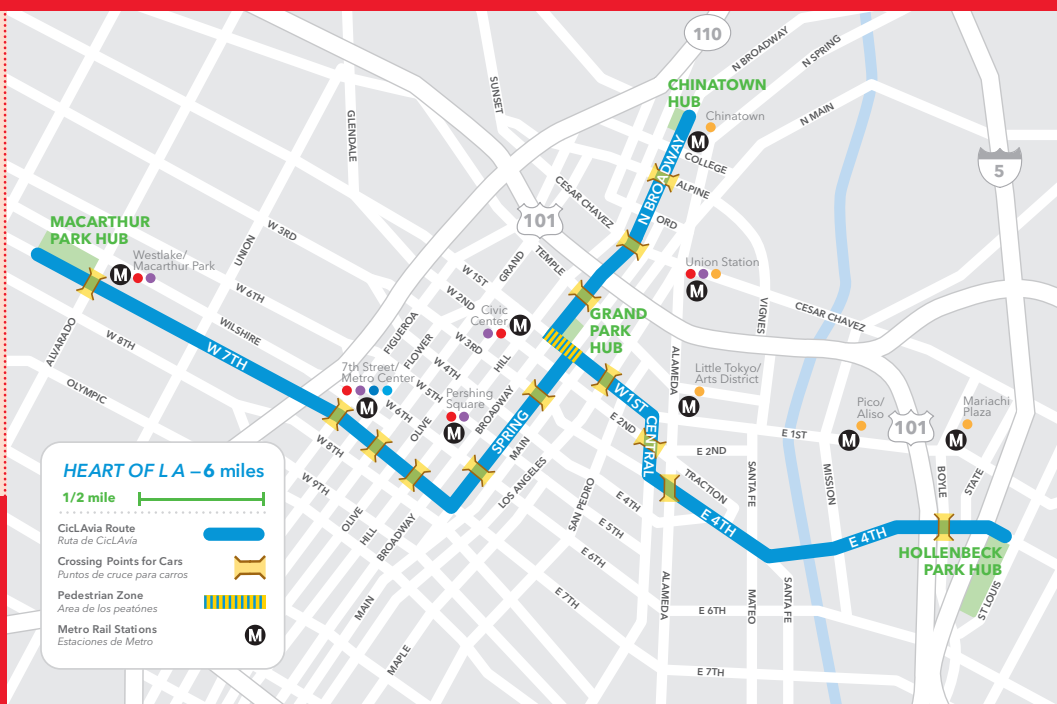 110
N BROADWAY
N SPRING
CHINATOWN
HUB
SUNSET
Chinatown
M
N MAIN
GLENDALE
COLLEGE
5
ALPINE
CESAR CHAVEZ
N BROADWAY
ORD
101
MACARTHUR
PARK HUB
W 3RD
UNION
Westlake/
Macarthur Park
M
GRAND
TEMPLE
W 1ST
Union Station
M
W 6TH
W 2ND
Civic
Center
M
VIGNES
CESAR CHAVEZ
GRAND
PARK
HUB
ALVARADO
W 8TH
WILSHIRE
FIGUEROA
FLOWER
W 3RD
HILL
W 7TH
W 4TH
ALAMEDA
Little Tokyo/
Arts District
M
OLYMPIC
7th Street/
Metro Center
M
W 5TH
Pershing
Square
M
BROADWAY
W 1ST
W 6TH
OLIVE
E 2ND
CENTRAL
Pico/
Aliso
M
101
Mariachi
Plaza
M
E 1ST
SPRING
MAIN
W 8TH
E 2ND
LOS ANGELES
W 9TH
SANTA FE
MISSION
BOYLE
STATE
TRACTION
SAN PEDRO
E 4TH
OLIVE
HILL
BROADWAY
E 5TH
E 4TH
E 4TH
E 6TH
HOLLENBECK
PARK HUB
E 7TH
ALAMEDA
MATEO
SANTA FE
E 6TH
ST LOUIS
MAIN
MAPLE
E 7TH
HEART OF L A – 6 miles
1/2 mile
CicLAvia Route
Ruta de CicLAvía
Crossing Points for Cars
Puntos de cruce para carros
Pedestrian Zone
Area de los peatónes
Metro Rail Stations
Estaciones de Metro
M